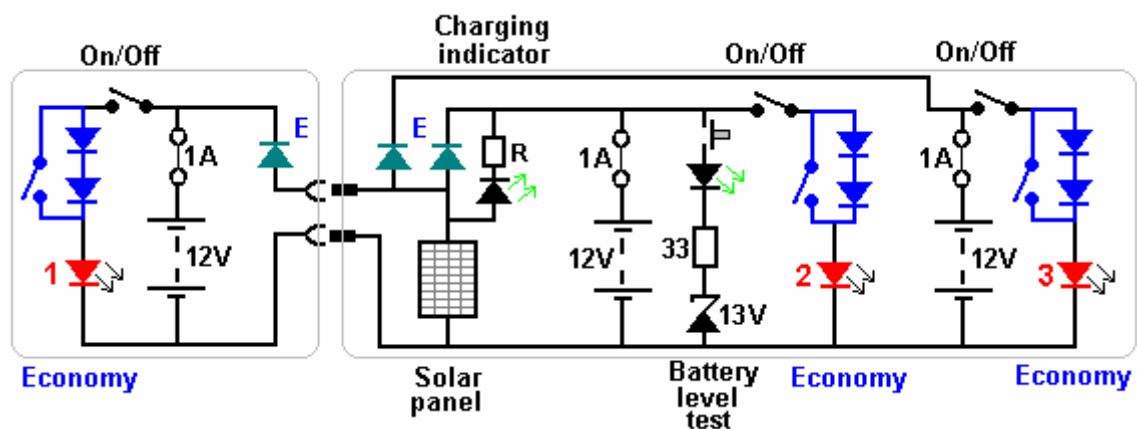 Charging
indicator
On/Off
On/Off
On/Off
E
E
R
1A
1A
1A
12V
33
12V
12V
1
2
3
13V
Economy
Solar
panel
Battery
level
test
Economy
Economy